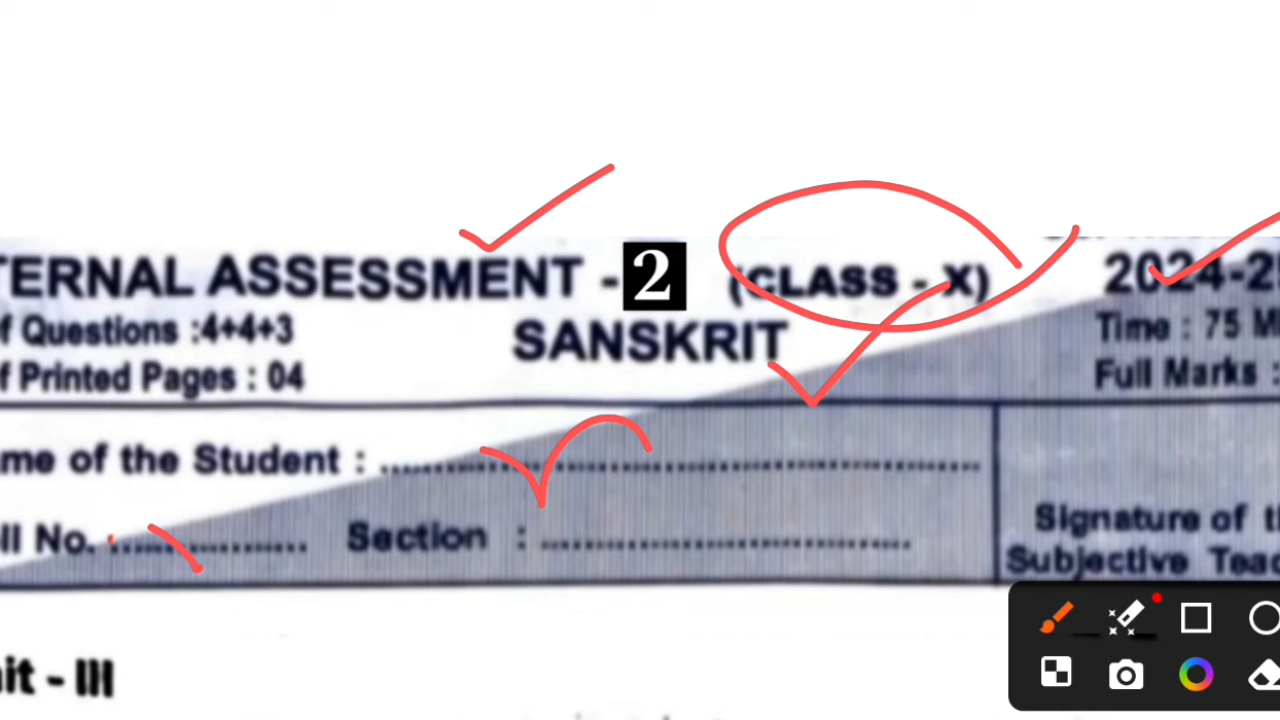 TERNAL ASSESSMENT - 2 (CLASS - X) 2024-2
f Questions :4+4+3 SANSKRIT Time : 75 M
f Printed Pages : 04 Full Marks :
me of the Student :
ll No. Section :
Signature of t
Subjective Teac
it - III